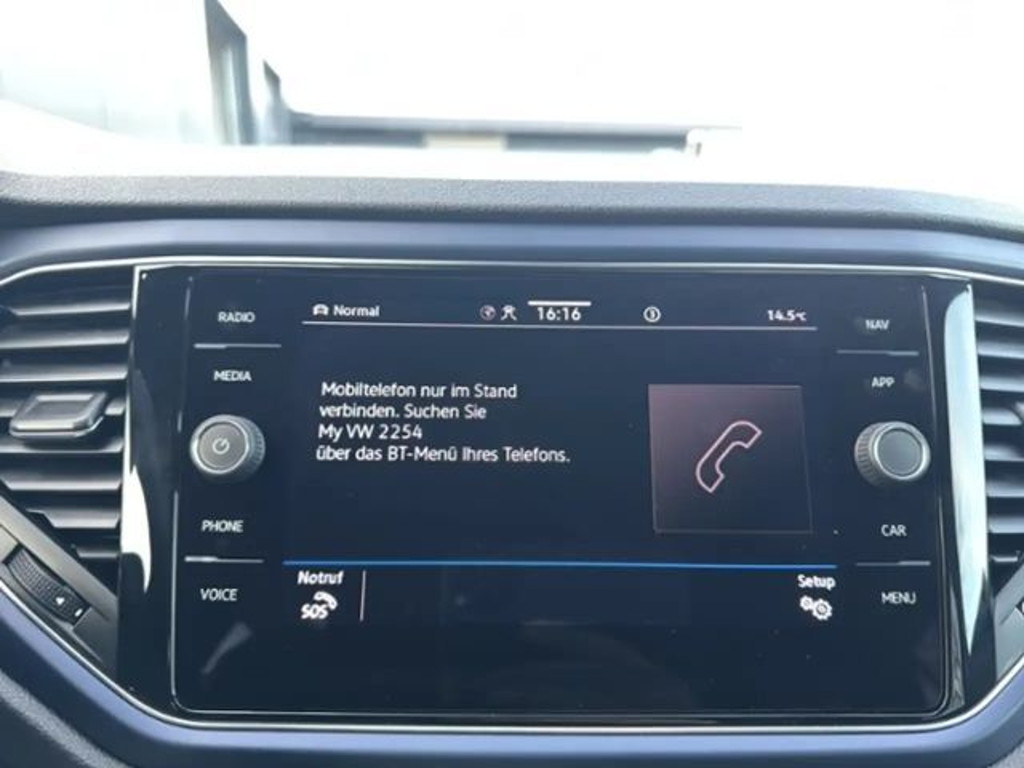 RADIO
MEDIA
PHONE
VOICE
Normal
16:16
14.5°C
Mobiltelefon nur im Stand
verbinden. Suchen Sie
My VW 2254
über das BT-Menü Ihres Telefons.
Notruf
SOS
Setup
NAV
APP
CAR
MENU